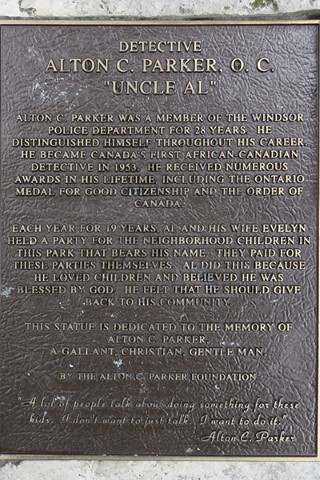 DETECTIVE
ALTON C. PARKER, O. C.
"UNCLE AL"
ALTON C. PARKER WAS A MEMBER OF THE WINDSOR
POLICE DEPARTMENT FOR 28 YEARS. HE
DISTINGUISHED HIMSELF THROUGHOUT HIS CAREER.
HE BECAME CANADA'S FIRST AFRICAN-CANADIAN
DETECTIVE IN 1953. HE RECEIVED NUMEROUS
AWARDS IN HIS LIFETIME, INCLUDING THE ONTARIO
MEDAL FOR GOOD CITIZENSHIP AND THE ORDER OF
CANADA.
EACH YEAR FOR 19 YEARS, AL AND HIS WIFE EVELYN
HELD A PARTY FOR THE NEIGHBORHOOD CHILDREN IN
THIS PARK THAT BEARS HIS NAME. THEY PAID FOR
THESE PARTIES THEMSELVES. AL DID THIS BECAUSE
HE LOVED CHILDREN AND BELIEVED HE WAS
BLESSED BY GOD. HE FELT THAT HE SHOULD GIVE
BACK TO HIS COMMUNITY.
THIS STATUE IS DEDICATED TO THE MEMORY OF
ALTON C. PARKER,
A GALLANT, CHRISTIAN, GENTLE MAN.
BY THE ALTON C. PARKER FOUNDATION
"A lot of people talk about doing something for these
kids. I don't want to just talk. I want to do it."
Alton C. Parker